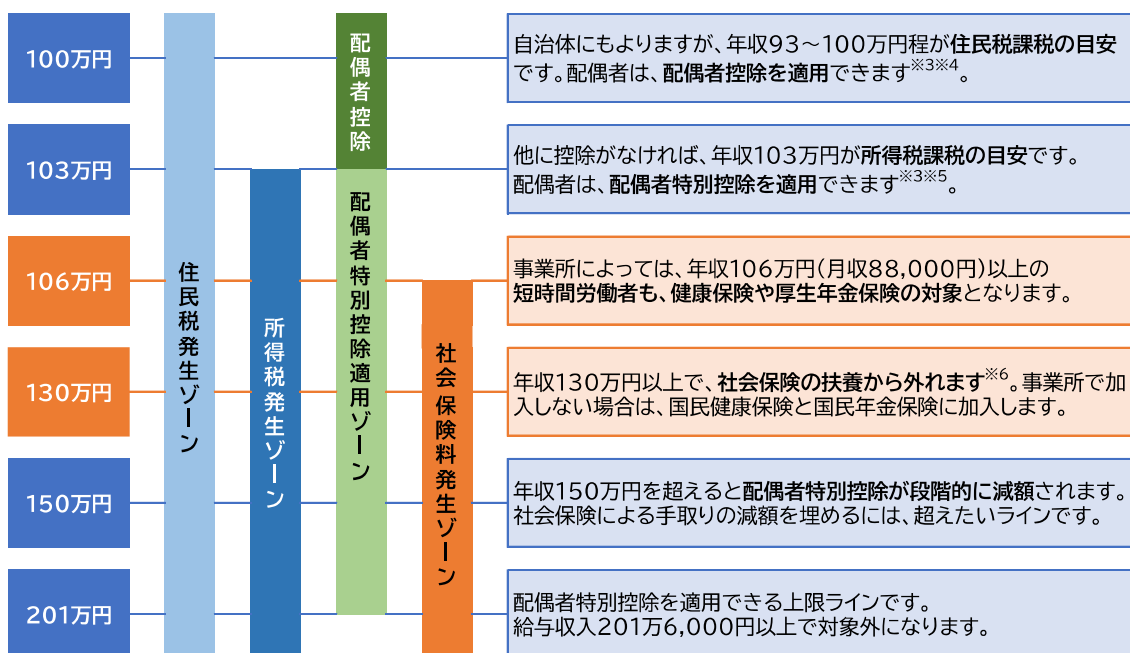 100万円
自治体にもよりますが、年収93～100万円程が住民税課税の目安
です。配偶者は、配偶者控除を適用できます※3※4。
103万円
他に控除がなければ、年収103万円が所得税課税の目安です。
配偶者は、配偶者特別控除を適用できます※3※5。
106万円
事業所によっては、年収106万円（月収88,000円）以上の
短時間労働者も、健康保険や厚生年金保険の対象となります。
130万円
年収130万円以上で、社会保険の扶養から外れます※6。事業所で加
入しない場合は、国民健康保険と国民年金保険に加入します。
150万円
年収150万円を超えると配偶者特別控除が段階的に減額されます。
社会保険による手取りの減額を埋めるには、超えたいラインです。
201万円
配偶者特別控除を適用できる上限ラインです。
給与収入201万6,000円以上で対象外になります。
住民税発生ゾーン
所得税発生ゾーン
配偶者控除
配偶者特別控除適用ゾーン
社会保険料発生ゾーン